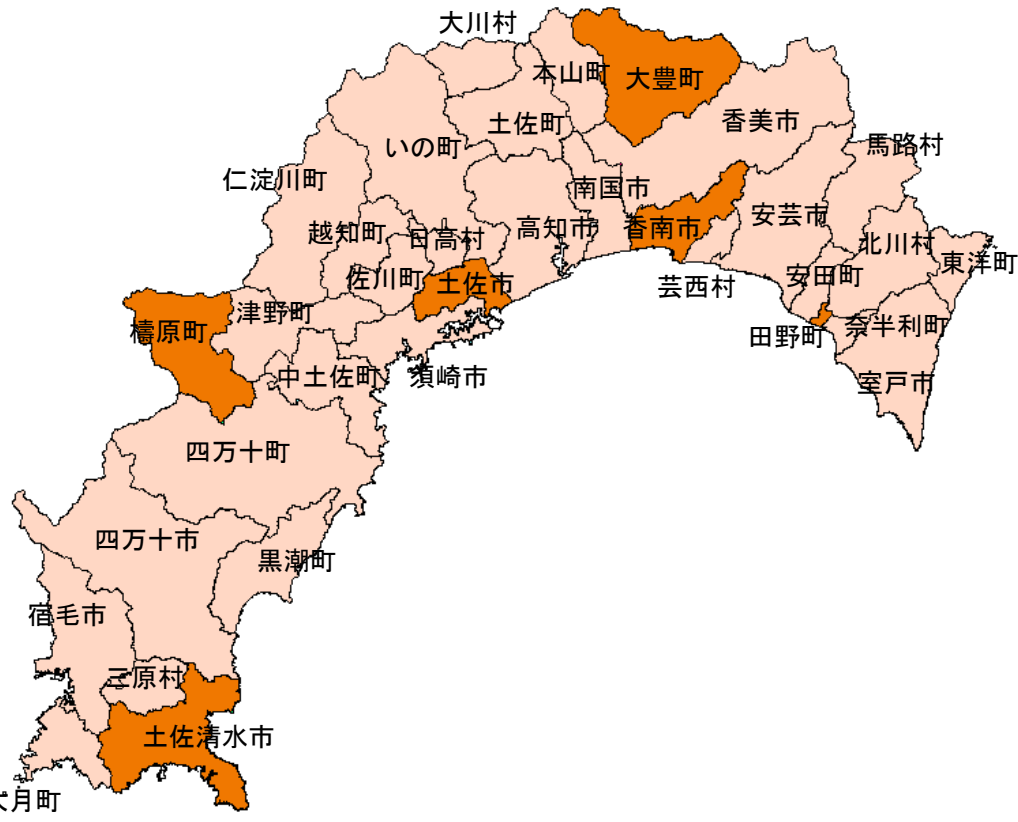 大川村
本山町
大豊町
土佐町
香美市
いの町
馬路村
仁淀川町
南国市
越知町
日高村
高知市
香南市
安芸市
北川村
東洋町
佐川町
土佐市
芸西村
安田町
津野町
檮原町
田野町
奈半利町
中土佐町
須崎市
室戸市
四万十町
四万十市
黒潮町
宿毛市
三原村
土佐清水市
大月町